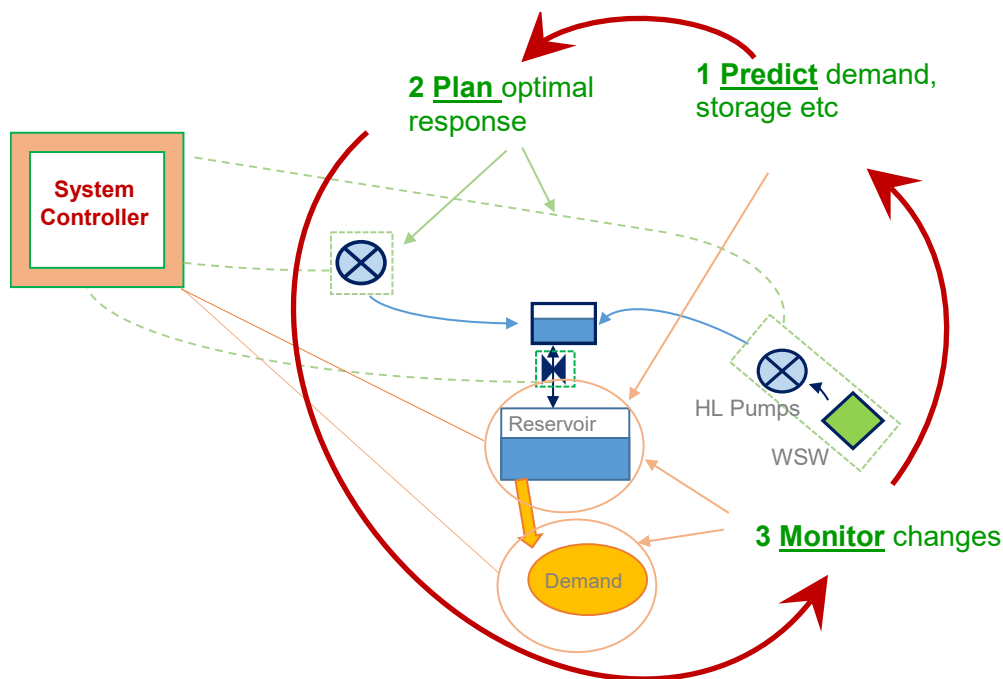 1 Predict demand,
storage etc
2 Plan optimal
response
System
Controller
Reservoir
HL Pumps
WSW
3 Monitor changes
Demand